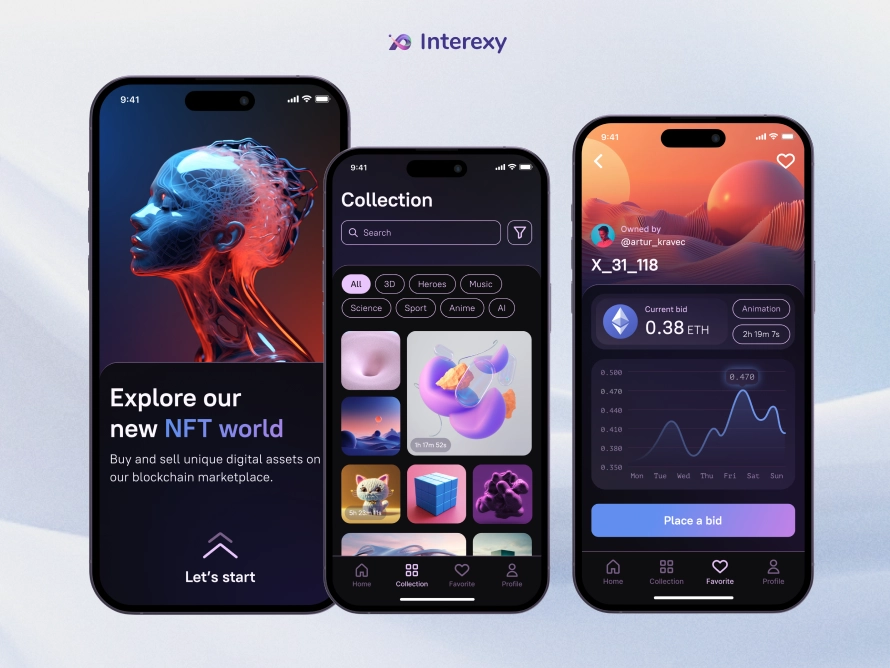 Interexy
9:41
Explore our
new NFT world
Buy and sell unique digital assets on
our blockchain marketplace.
Let's start
9:41
Collection
Search
All 3D Heroes Music
Science Sport Anime AI
1h 17m 52s
Home Collection Favorite Profile
9:41
Owned by
@artur_kravec
X_31_118
Current bid
0.38 ETH
Animation
2h 19m 7s
0.500
0.470
0.470
0.440
0.410
0.380
0.350
Mon Tue Wed Thu Fri Sat Sun
Place a bid
Home Collection Favorite Profile